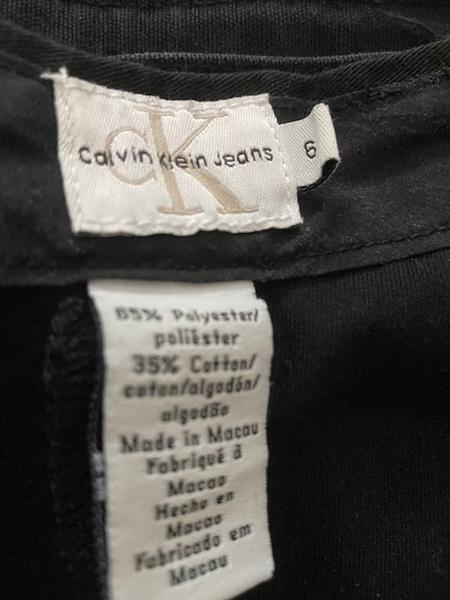 cK
Calvin Klein Jeans
6
65% Polyester/
poliéster
35% Cotton/
coton/algodón/
algodão
Made in Macau
Fabriqué à
Macao
Hecho en
Macao
Fabricado em
Macau